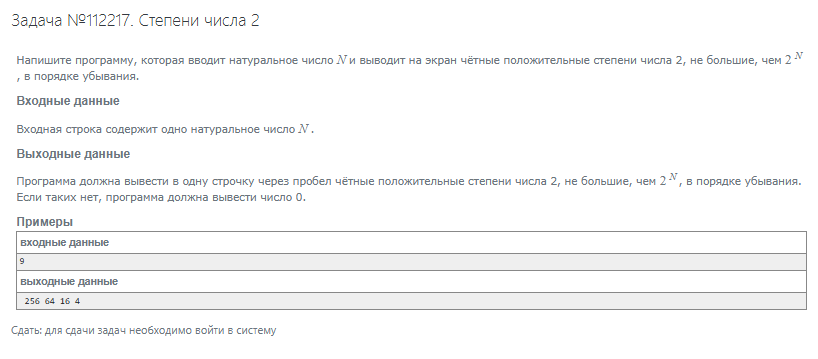 Задача №112217. Степени числа 2
Напишите программу, которая вводит натуральное число N и выводит на экран чётные положительные степени числа 2, не большие, чем 2 N
, в порядке убывания.
Входные данные
Входная строка содержит одно натуральное число N .
Выходные данные
Программа должна вывести в одну строчку через пробел чётные положительные степени числа 2, не большие, чем 2 N , в порядке убывания.
Если таких нет, программа должна вывести число 0.
Примеры
входные данные
9
выходные данные
256 64 16 4
Сдать: для сдачи задач необходимо войти в систему